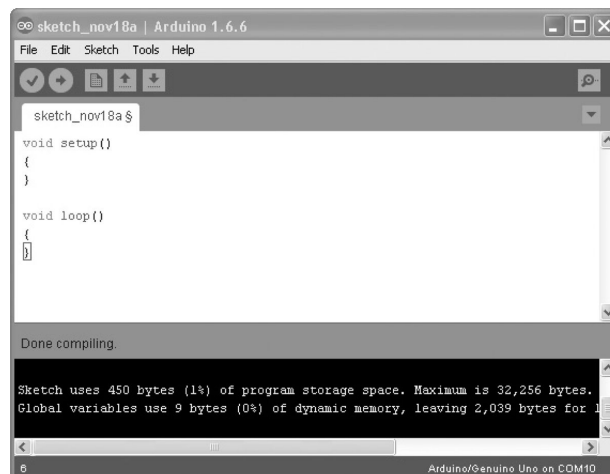 sketch_nov18a | Arduino 1.6.6
File Edit Sketch Tools Help
sketch_nov18a §
void setup()
{
}
void loop()
{
}
Done compiling.
Sketch uses 450 bytes (1%) of program storage space. Maximum is 32,256 bytes.
Global variables use 9 bytes (0%) of dynamic memory, leaving 2,039 bytes for
6 Arduino/Genuino Uno on COM10